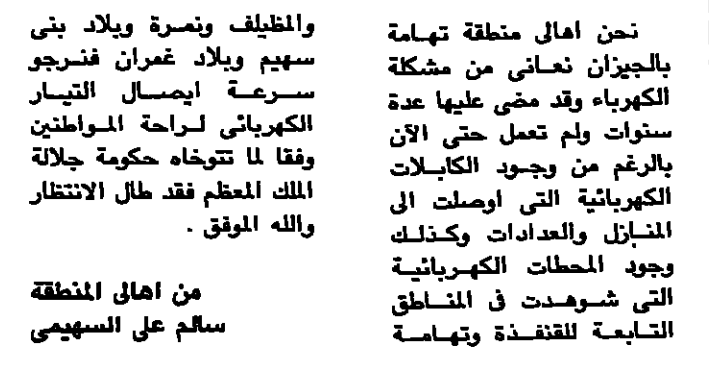 نحن اهالى منطقة تهامة
بالجيزان نعانى من مشكلة
الكهرباء وقد مضى عليها عدة
سنوات ولم تعمل حتى الآن
بالرغم من وجود الكابلات
الكهربائية التى اوصلت الى
المنازل والعدادات وكذلك
وجود المحطات الكهربائية
التى شوهدت فى المناطق
التابعة للقنفذة وتهامة
والمظيلف ونمرة وبلاد بنى
سهيم وبلاد غمران فنرجو
سرعة ايصال التيار
الكهربائى لراحة المواطنين
وفقا لما تتوخاه حكومة جلالة
الملك المعظم فقد طال الانتظار
والله الموفق .
من اهالى المنطقة
سالم على السهيمى